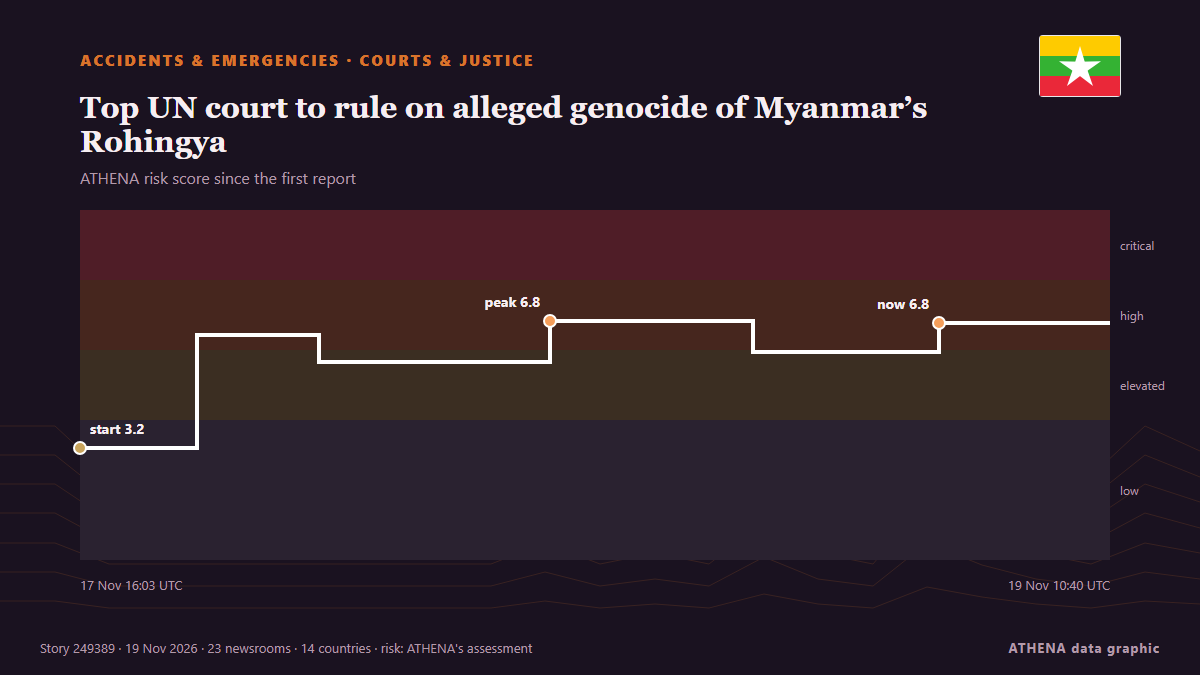 ACCIDENTS & EMERGENCIES · COURTS & JUSTICE
Top UN court to rule on alleged genocide of Myanmar’s
Rohingya
ATHENA risk score since the first report
critical
peak 6.8
now 6.8
high
elevated
start 3.2
low
17 Nov 16:03 UTC
19 Nov 10:40 UTC
Story 249389 · 19 Nov 2026 · 23 newsrooms · 14 countries · risk: ATHENA's assessment
ATHENA data graphic